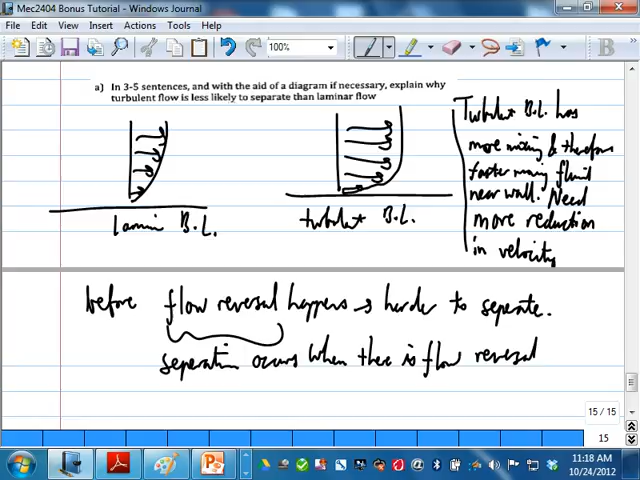 Mec2404 Bonus Tutorial - Windows Journal
File Edit View Insert Actions Tools Help
100%
B
a) In 3-5 sentences, and with the aid of a diagram if necessary, explain why
turbulent flow is less likely to separate than laminar flow
lamin B.L.
turbulent B.L.
Turbulent B.L. has
more mixing & therefore
faster moving fluid
near wall. Need
more reduction
in velocity
before flow reversal happens → harder to seperate.
seperation occurs when there is flow reversal
15 / 15
15
11:18 AM
10/24/2012